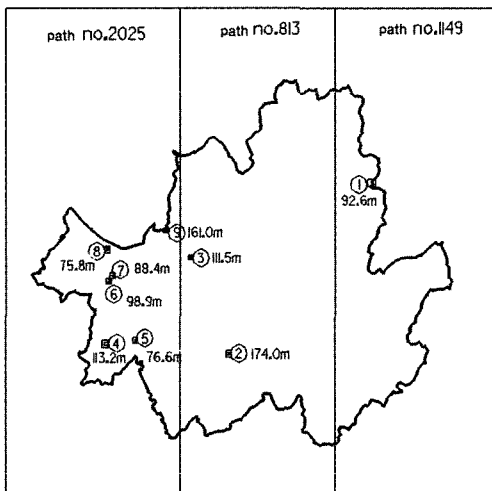 path no.2025
path no.813
path no.1149
①
92.6m
⑨ 161.0m
⑧
75.8m
③ 111.5m
⑦ 88.4m
⑥
98.9m
④
113.2m
⑤
76.6m
② 174.0m